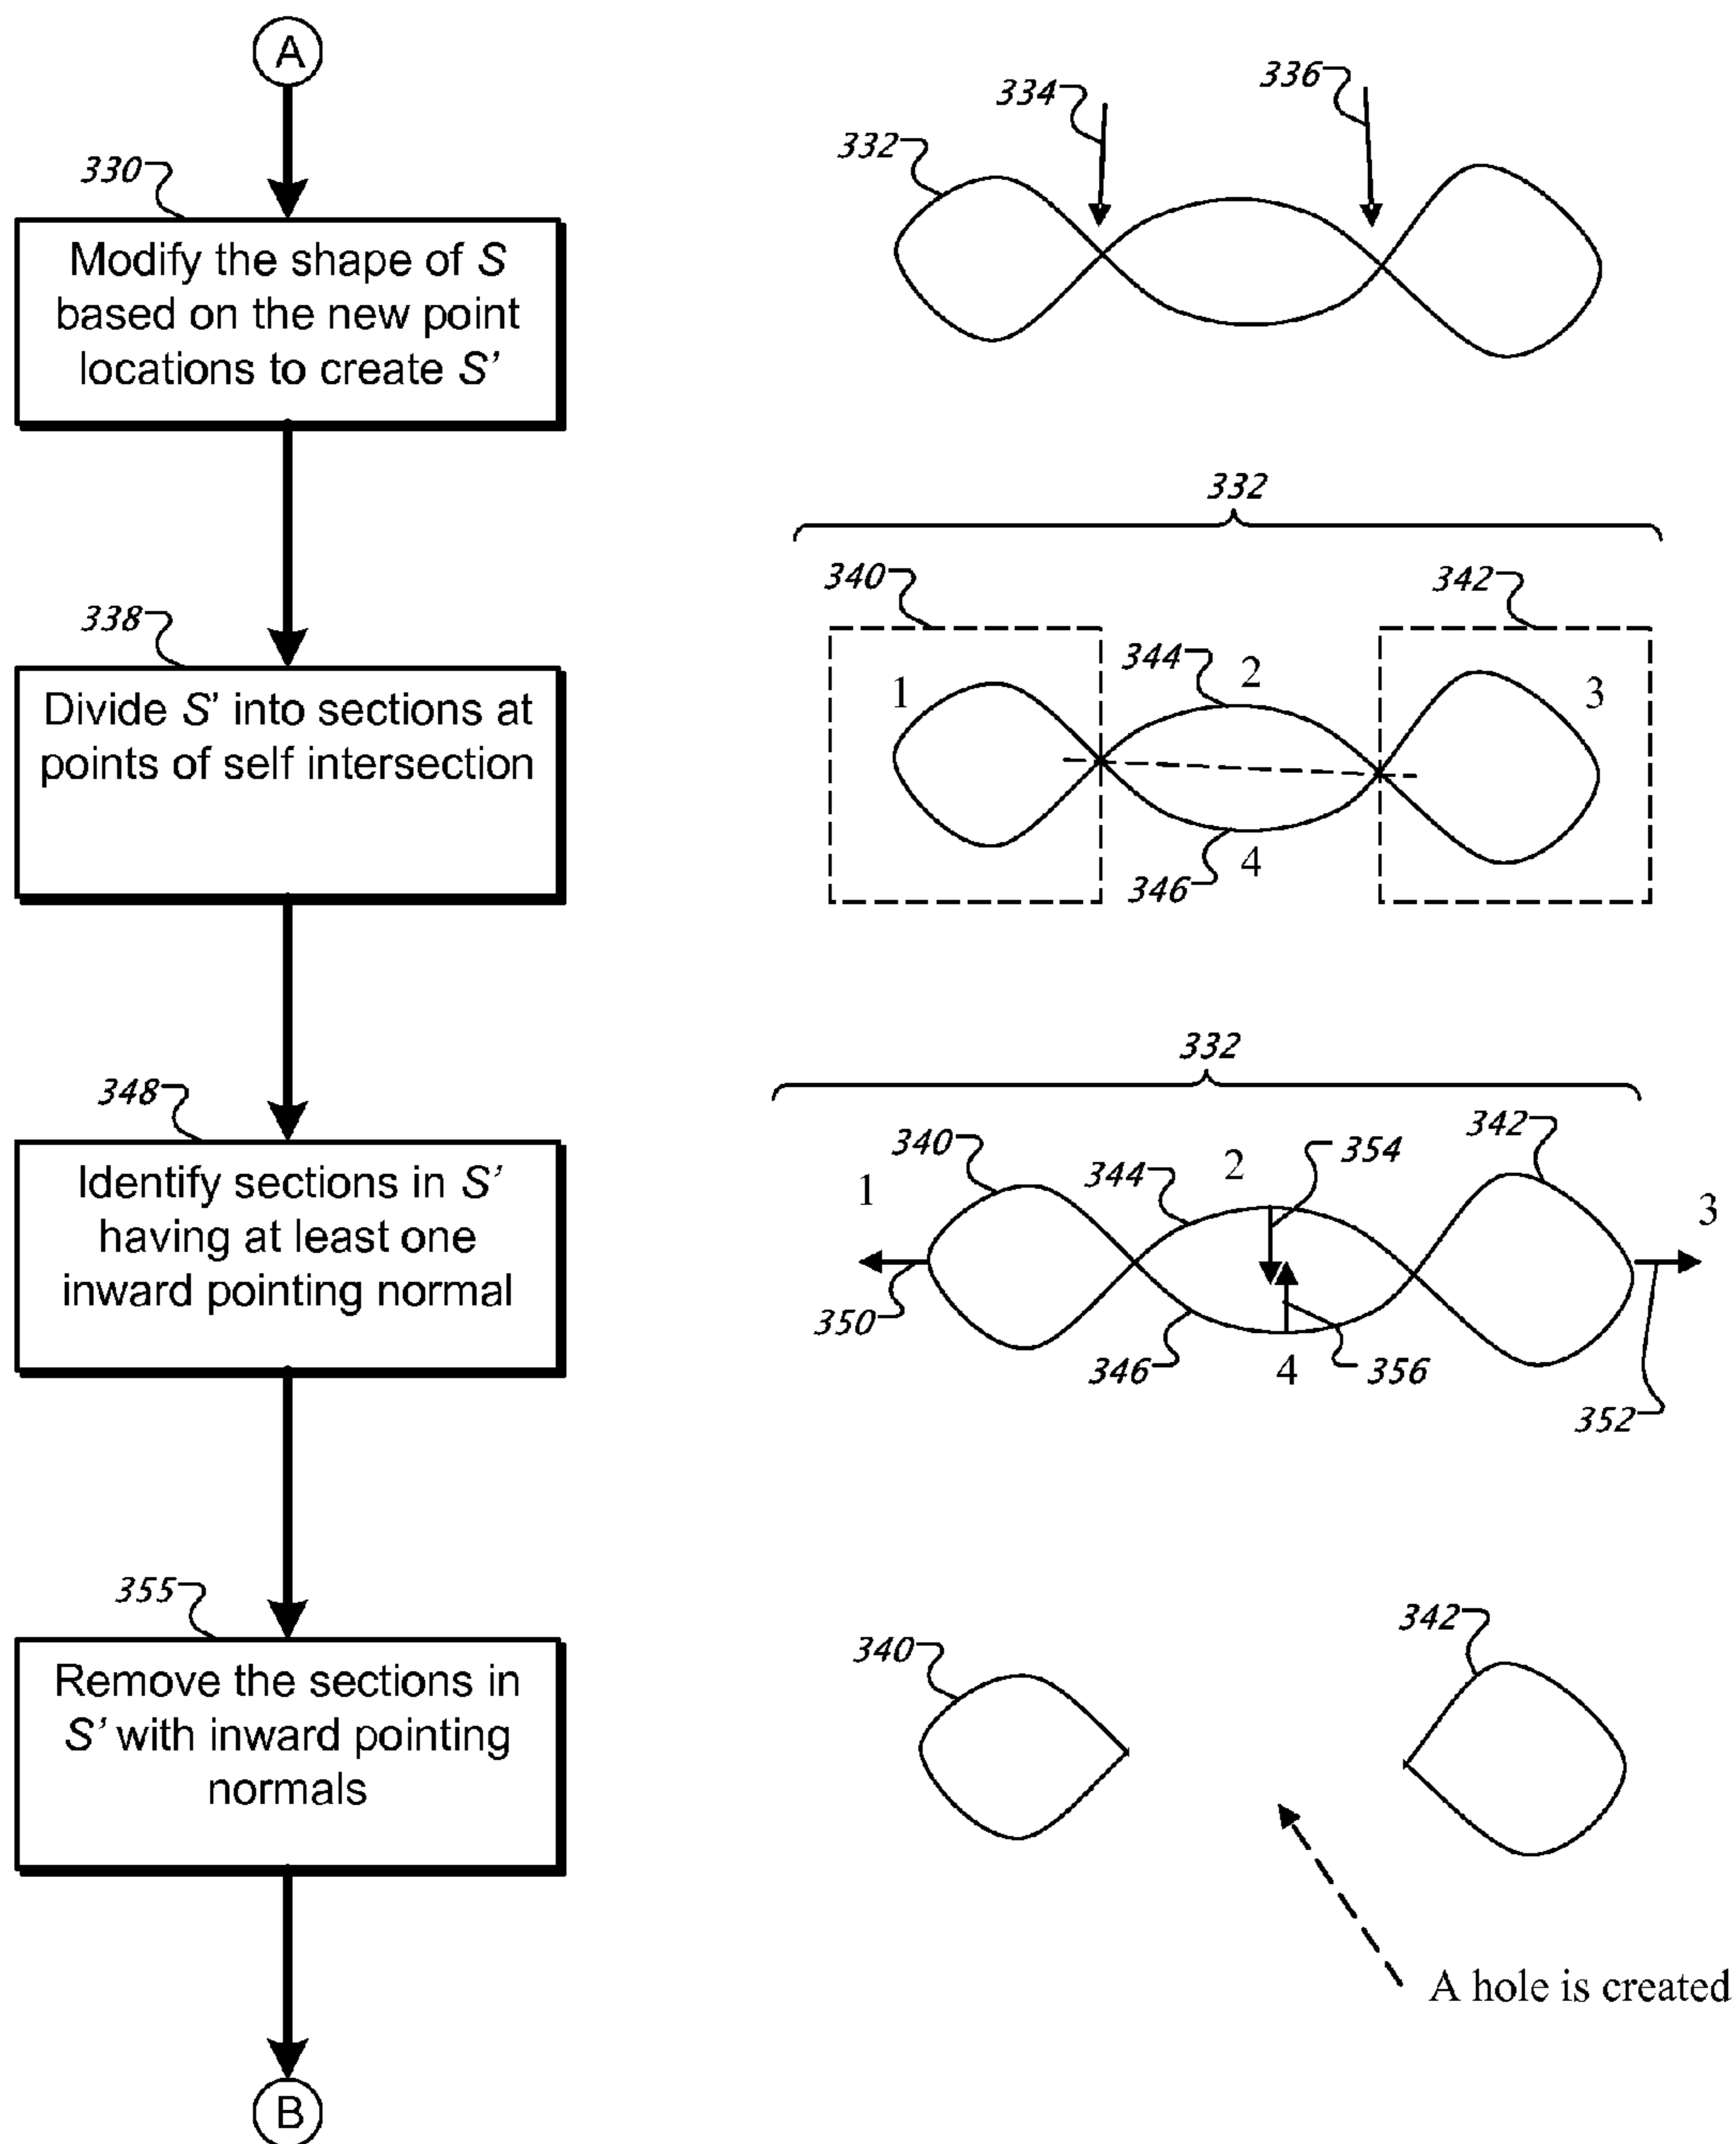 A
330
Modify the shape of S
based on the new point
locations to create S’
332
334
336
338
Divide S’ into sections at
points of self intersection
332
340
342
344
1
2
3
4
346
348
Identify sections in S’
having at least one
inward pointing normal
332
340
342
344
354
1
2
3
350
346
4
356
352
355
Remove the sections in
S’ with inward pointing
normals
340
342
A hole is created
B